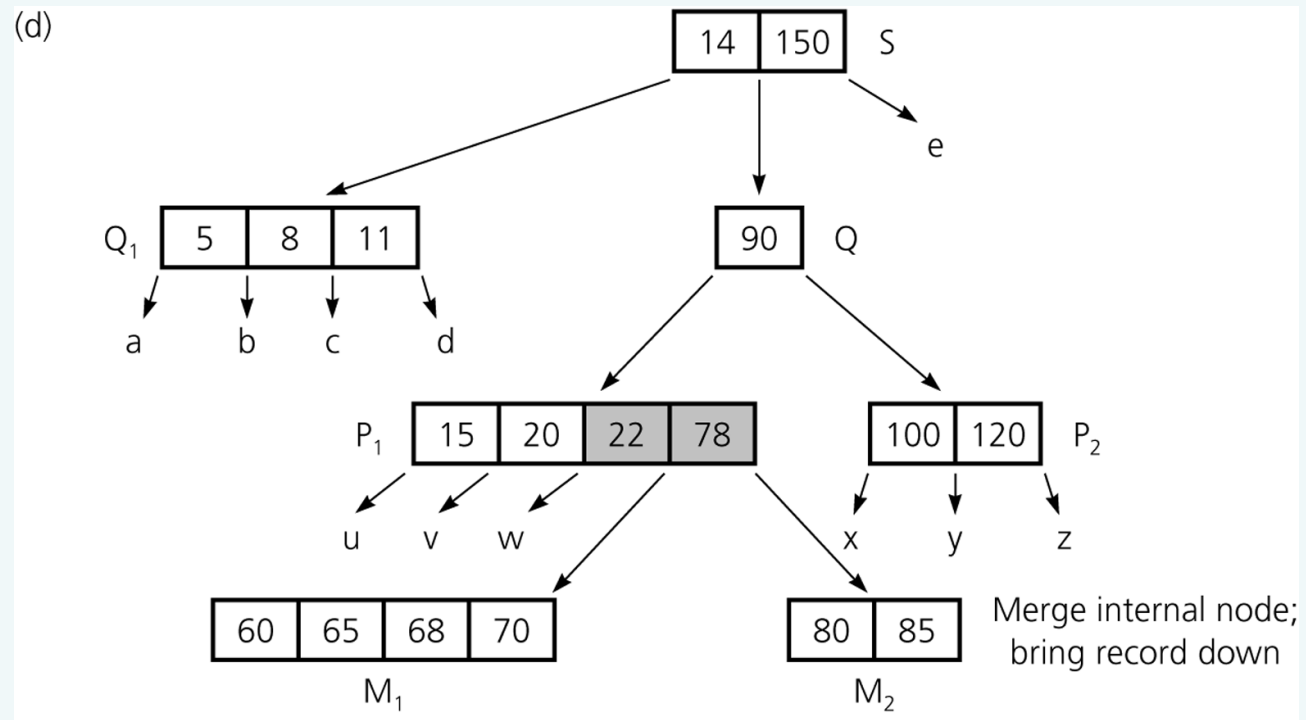 (d)
14 150 S
e
Q₁ 5 8 11
90 Q
a b c d
P₁ 15 20 22 78
100 120 P₂
u v w
x y z
60 65 68 70
M₁
80 85
M₂
Merge internal node;
bring record down